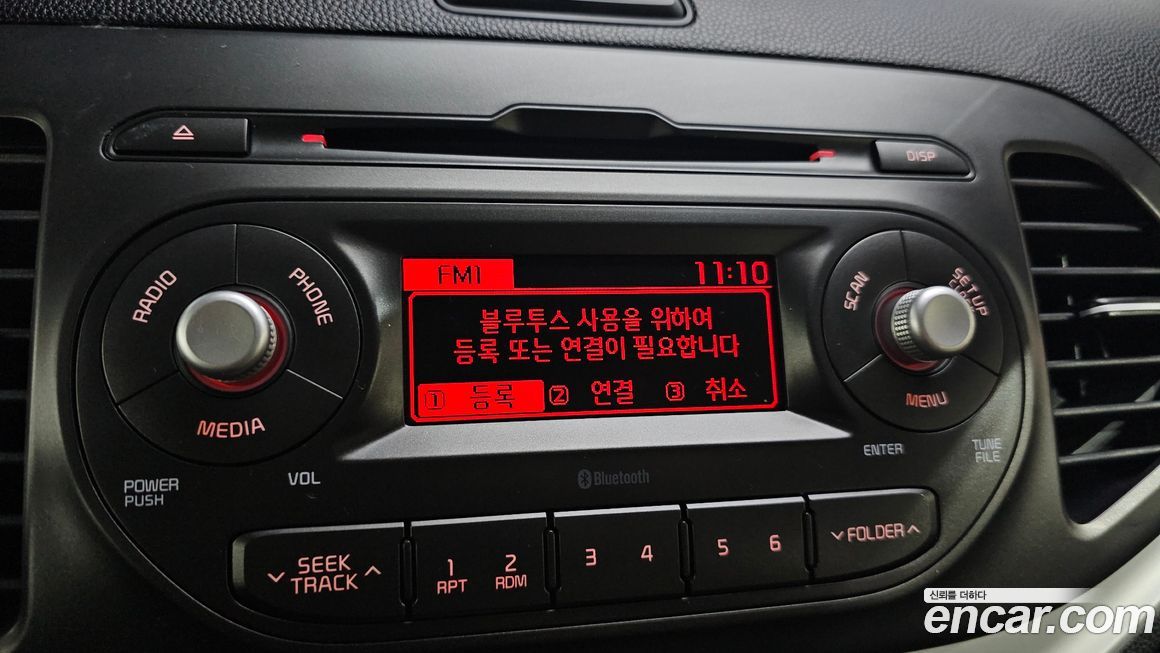 DISP
RADIO
PHONE
MEDIA
POWER
PUSH
VOL
FM1
11:10
블루투스 사용을 위하여
등록 또는 연결이 필요합니다
1 등록 2 연결 3 취소
SCAN
SETUP
MENU
ENTER
TUNE
FILE
Bluetooth
SEEK
TRACK
1
RPT
2
RDM
3
4
5
6
FOLDER
신뢰를 더하다
encar.com